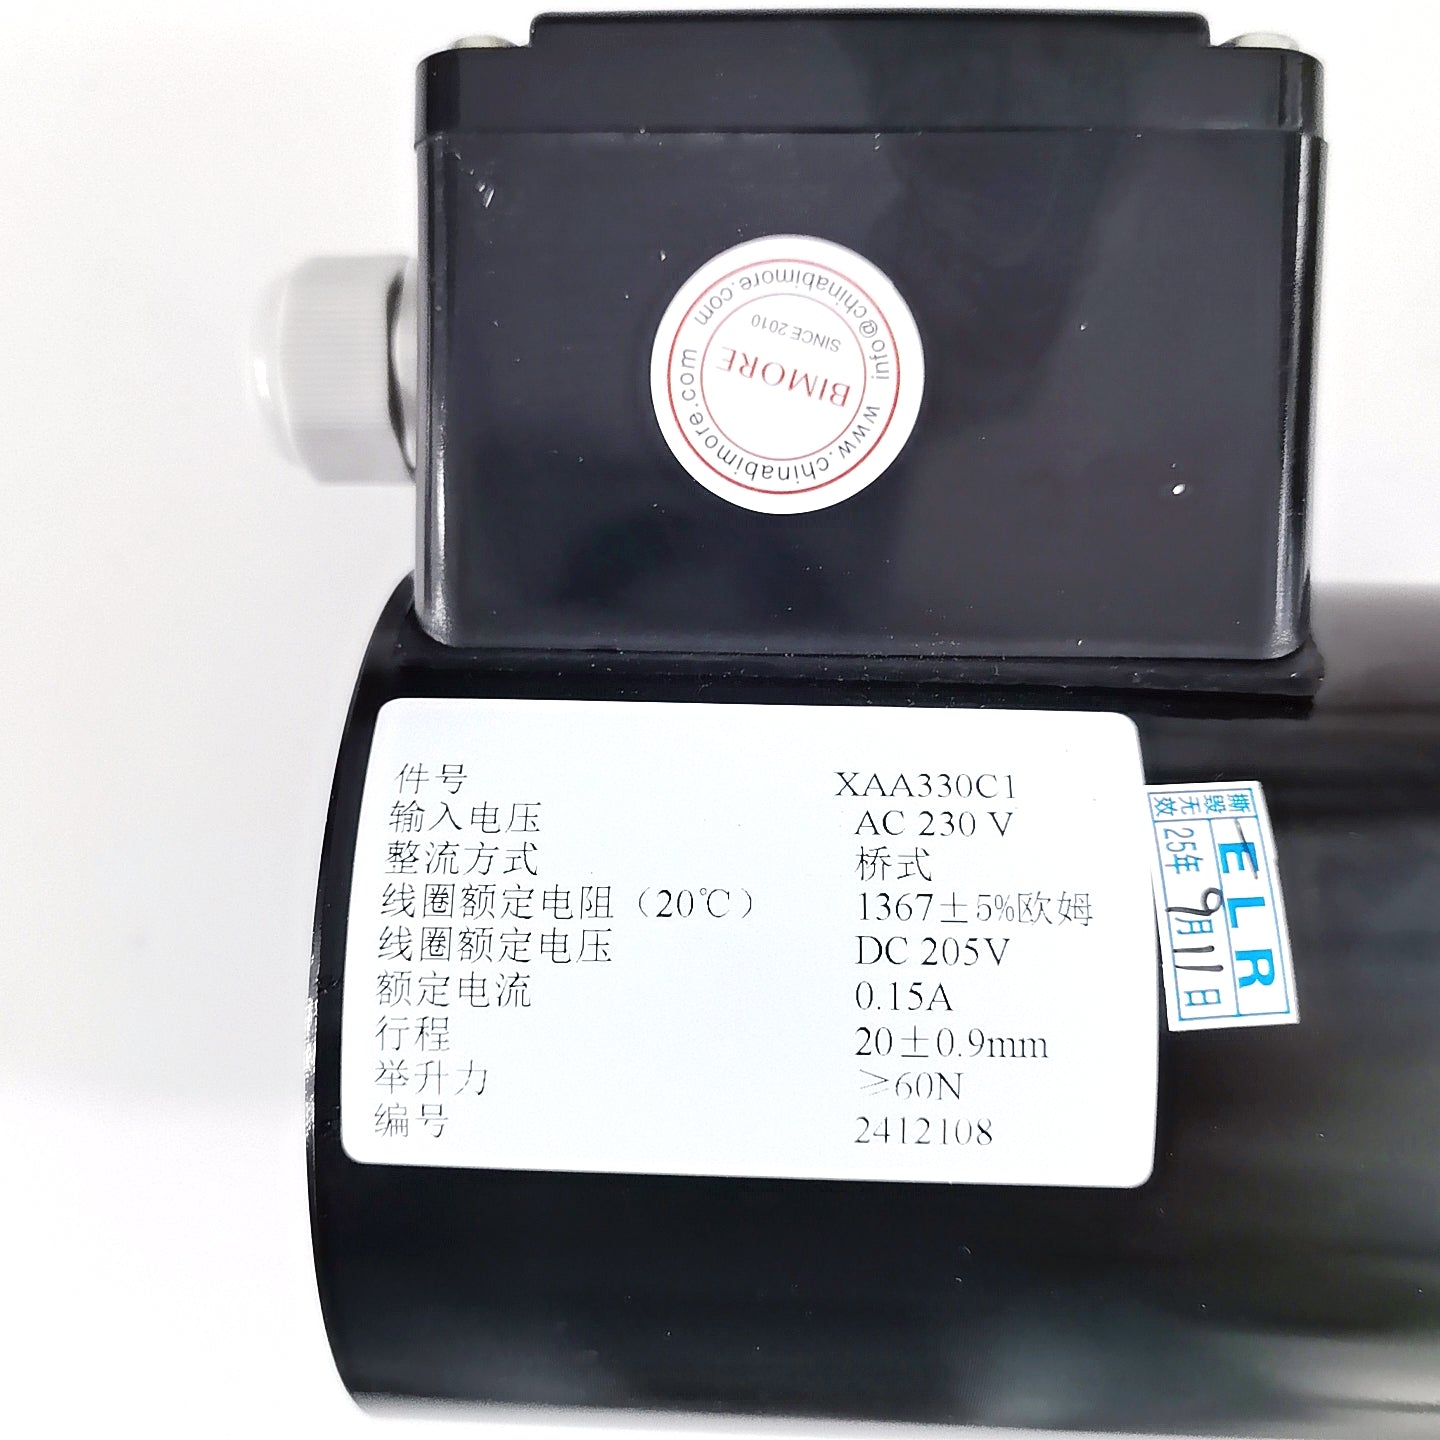 info@chinabimore.com
SINCE 2010
BIMORE
www.chinabimore.com
件号 XAA330C1
输入电压 AC 230 V
整流方式 桥式
线圈额定电阻（20℃） 1367±5%欧姆
线圈额定电压 DC 205V
额定电流 0.15A
行程 20±0.9mm
举升力 ≥60N
编号 2412108
撕毁无效
ELR
25年9月11日